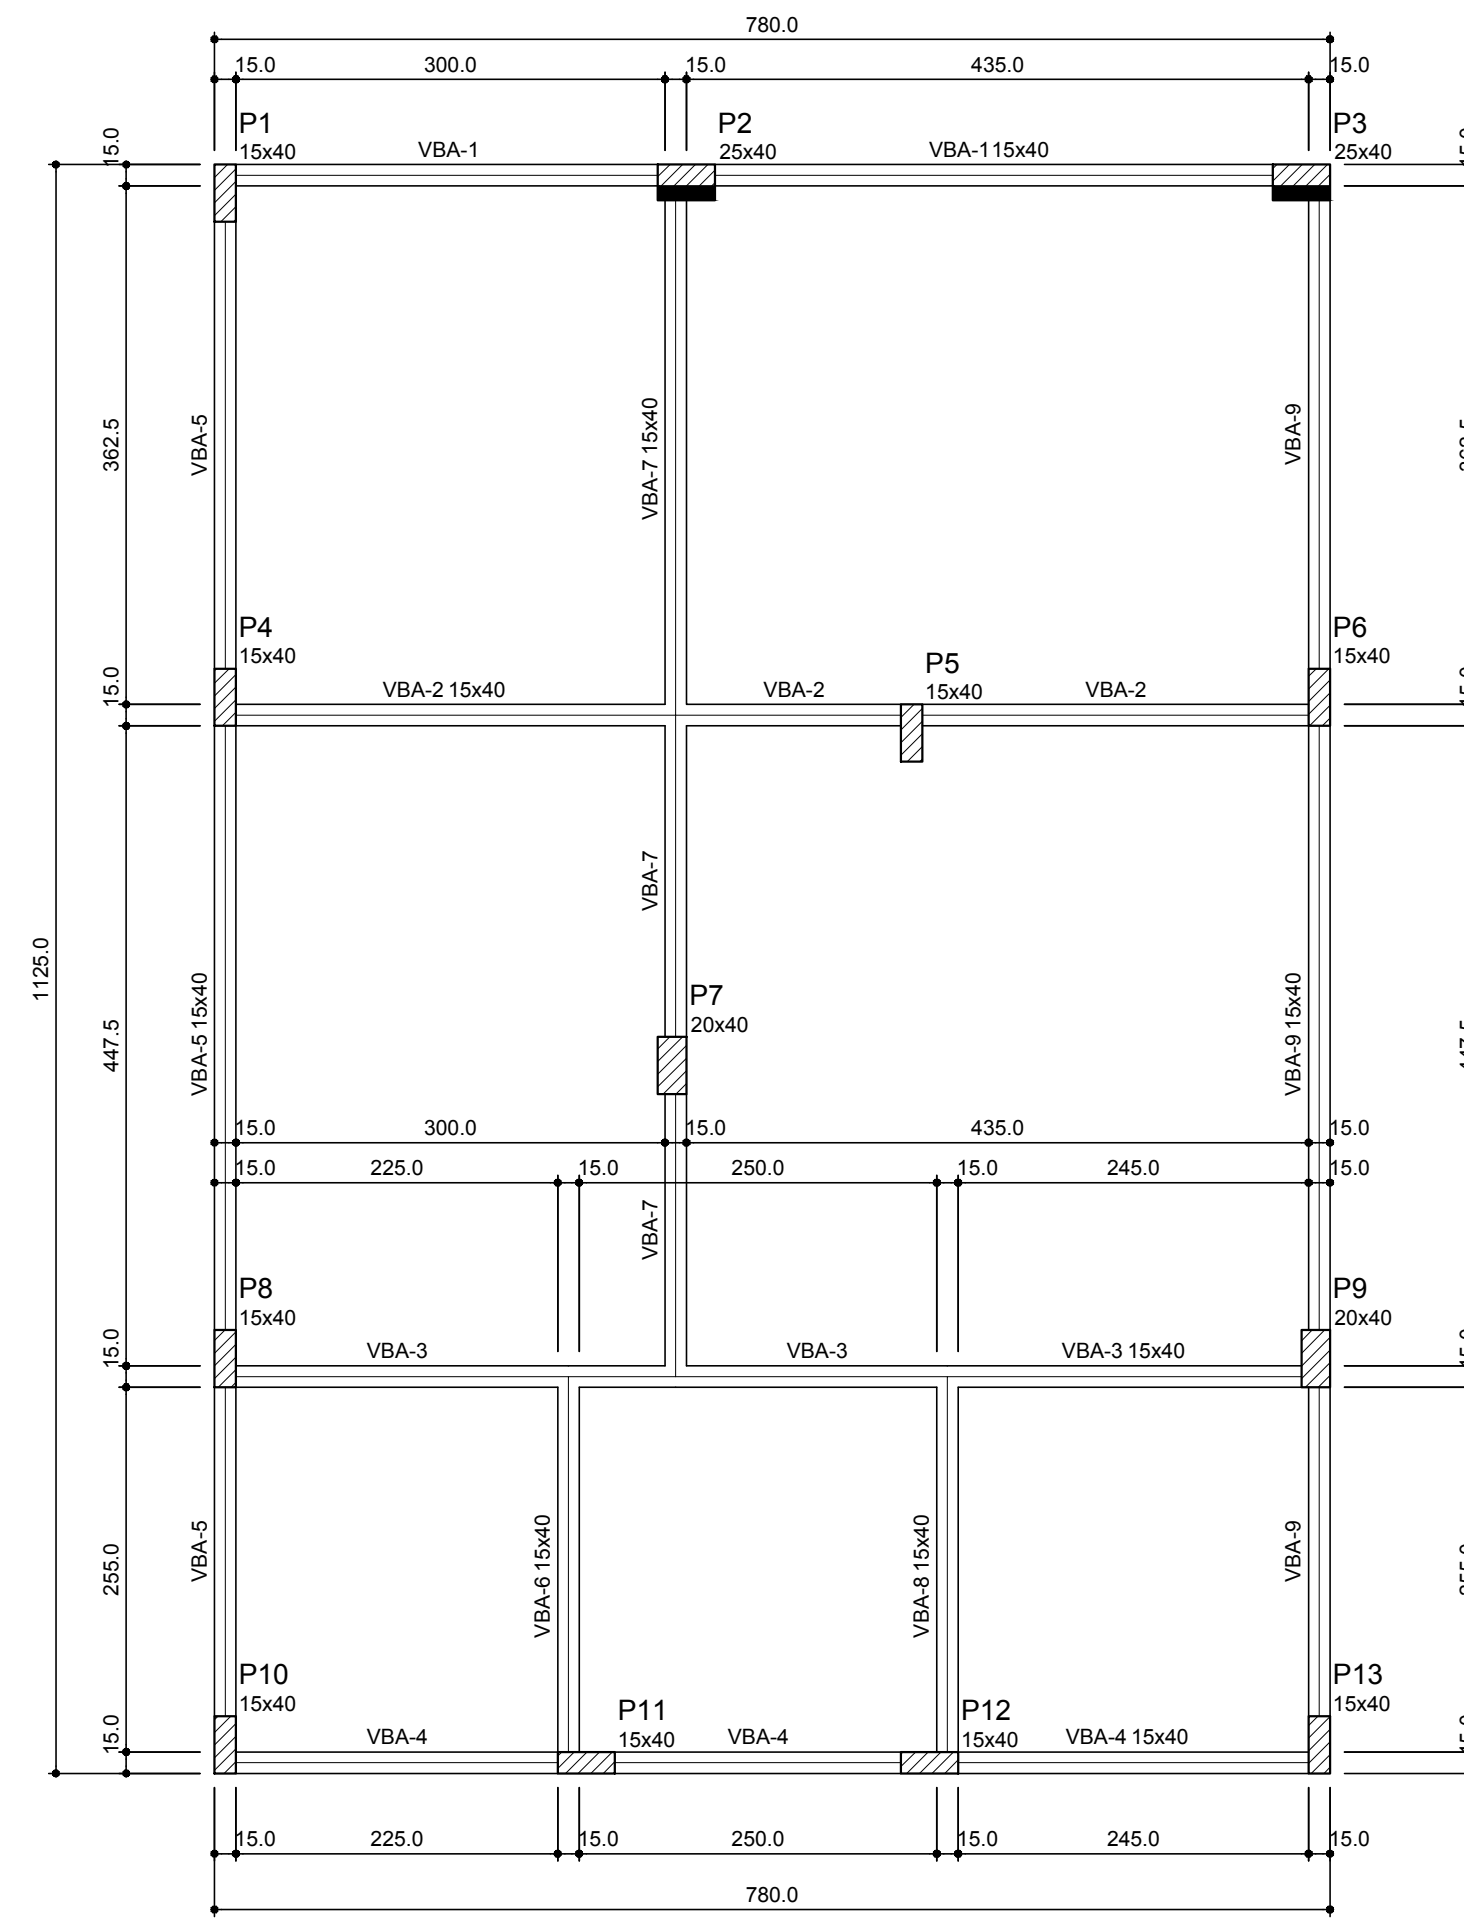 780.0
15.0 300.0 15.0 435.0 15.0
P1 P2 P3
15x40 VBA-1 25x40 VBA-115x40 25x40
15.0
362.5
VBA-5
VBA-7 15x40
VBA-9
P4 P5 P6
15x40 15x40 15x40
15.0
VBA-2 15x40 VBA-2 VBA-2
VBA-7
1125.0
447.5
VBA-5 15x40
P7
20x40
VBA-9 15x40
15.0 300.0 15.0 435.0 15.0
15.0 225.0 15.0 250.0 15.0 245.0 15.0
VBA-7
P8 P9
15x40 20x40
15.0
VBA-3 VBA-3 VBA-3 15x40
255.0
VBA-5
VBA-6 15x40
VBA-8 15x40
VBA-9
P10 P11 P12 P13
15x40 15x40 15x40 15x40
15.0
VBA-4 VBA-4 VBA-4 15x40
15.0 225.0 15.0 250.0 15.0 245.0 15.0
780.0